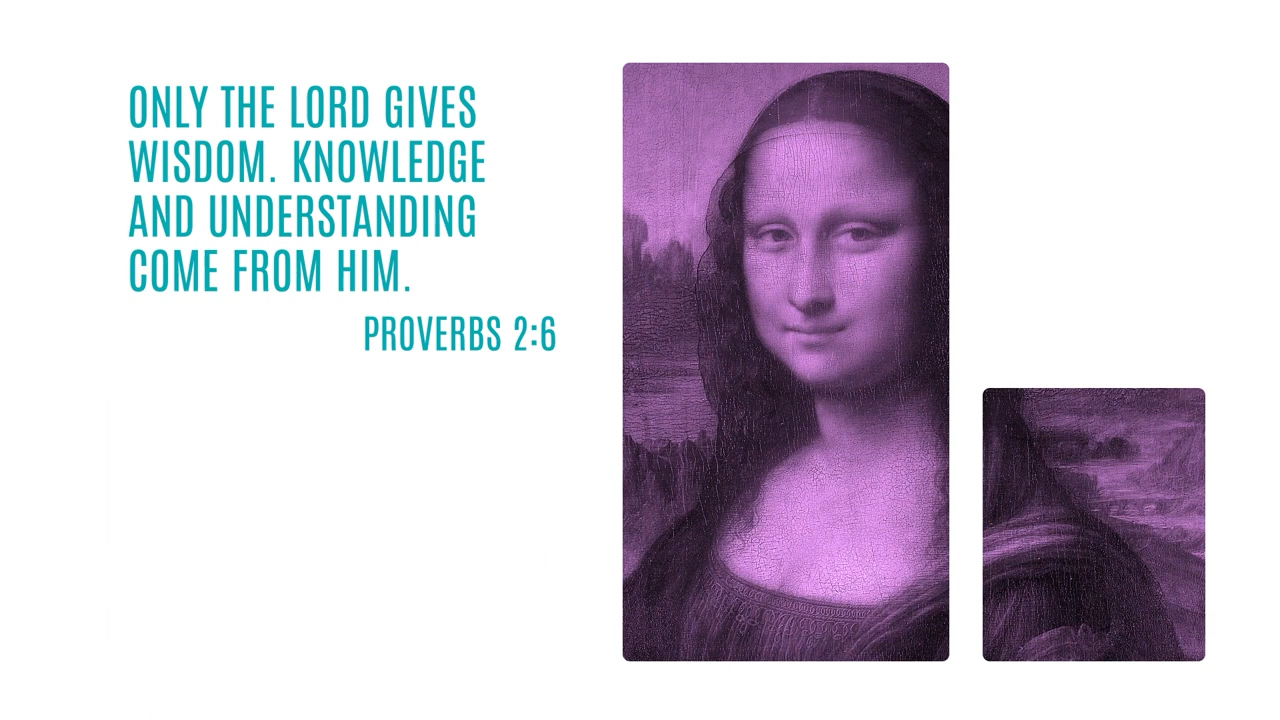 ONLY THE LORD GIVES
WISDOM. KNOWLEDGE
AND UNDERSTANDING
COME FROM HIM.
PROVERBS 2:6